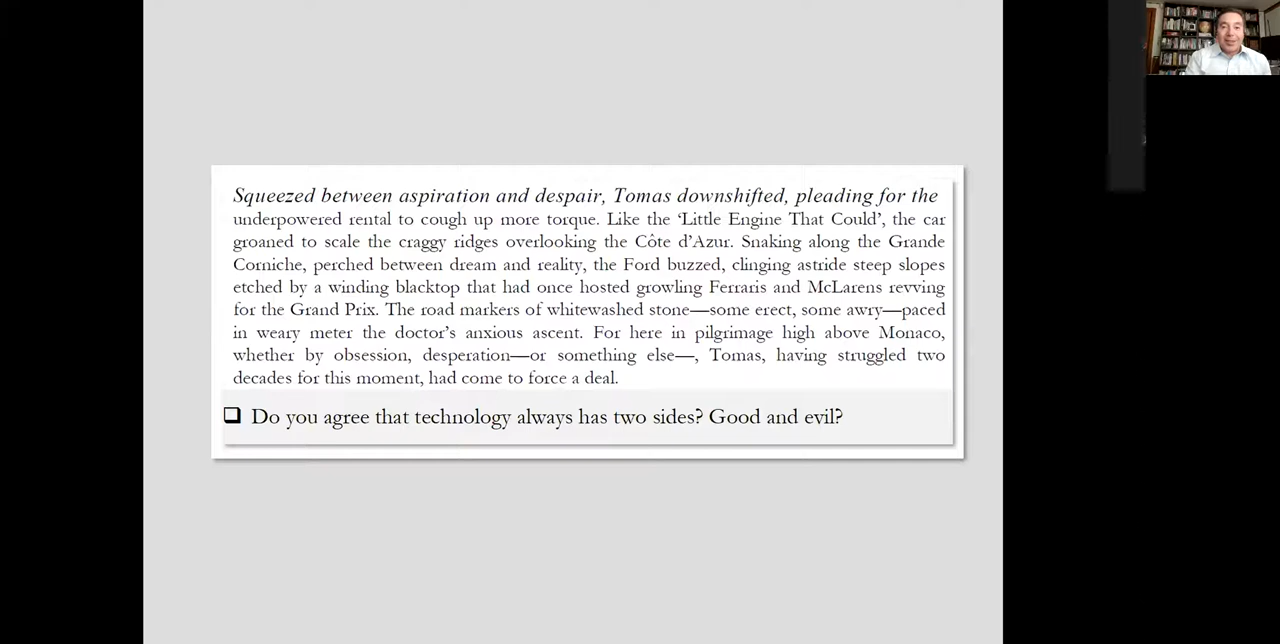 Squeezed between aspiration and despair, Tomas downshifted, pleading for the
underpowered rental to cough up more torque. Like the ‘Little Engine That Could’, the car
groaned to scale the craggy ridges overlooking the Côte d’Azur. Snaking along the Grande
Corniche, perched between dream and reality, the Ford buzzed, clinging astride steep slopes
etched by a winding blacktop that had once hosted growling Ferraris and McLarens revving
for the Grand Prix. The road markers of whitewashed stone—some erect, some awry—paced
in weary meter the doctor’s anxious ascent. For here in pilgrimage high above Monaco,
whether by obsession, desperation—or something else—, Tomas, having struggled two
decades for this moment, had come to force a deal.
❑ Do you agree that technology always has two sides? Good and evil?